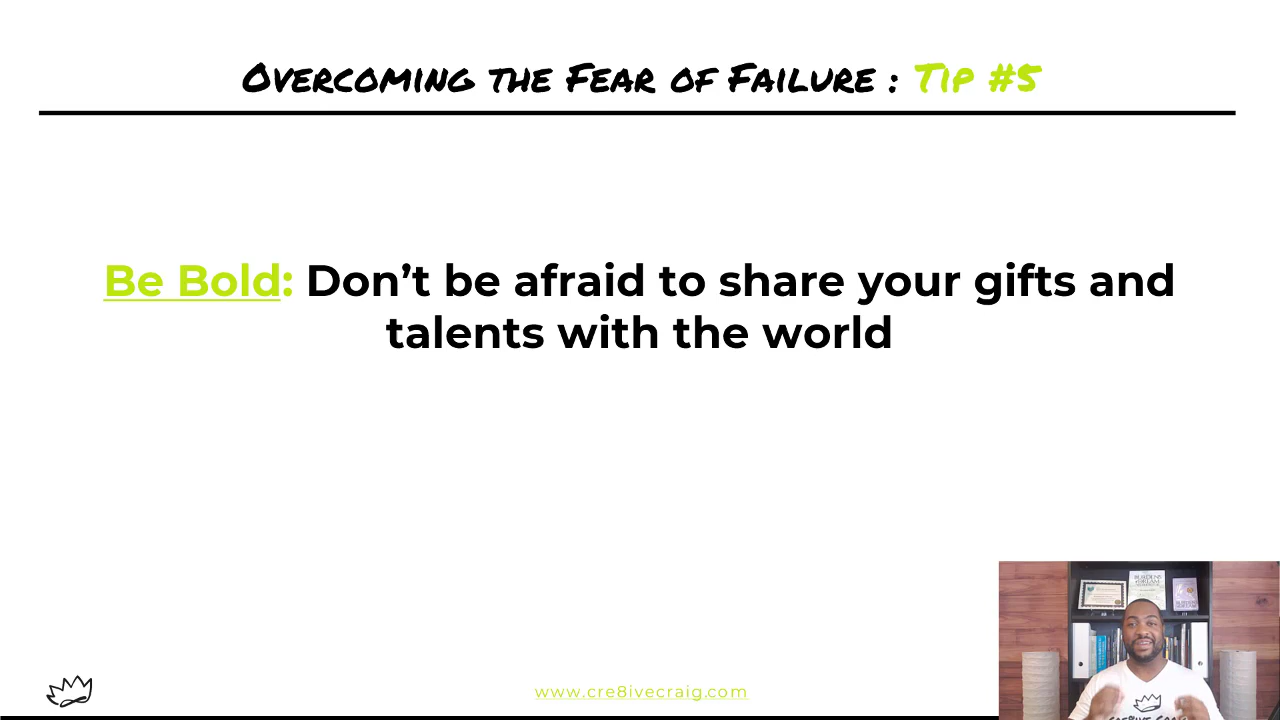 Overcoming the Fear of Failure : Tip #5
Be Bold: Don’t be afraid to share your gifts and
talents with the world
www.cre8ivecraig.com